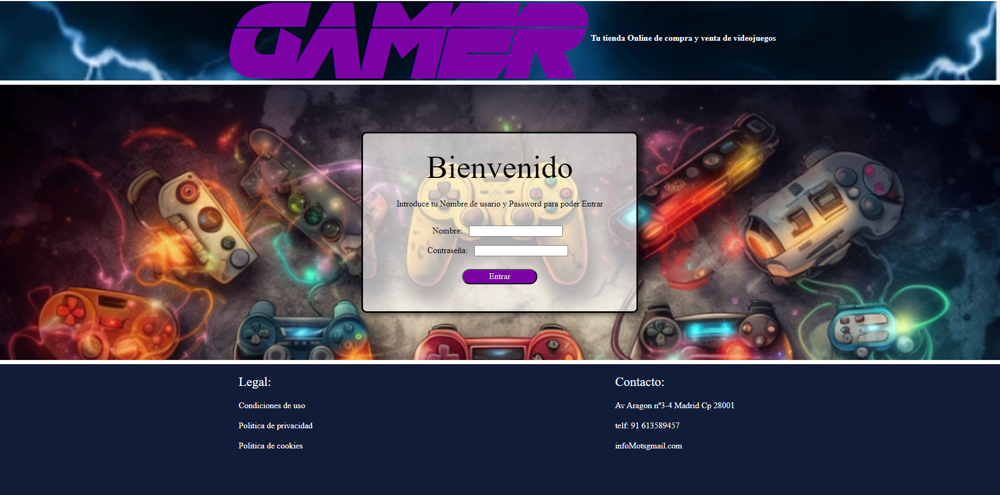 GAMER
Tu tienda Online de compra y venta de videojuegos
Bienvenido
Introduce tu Nombre de usario y Password para poder Entrar
Nombre:
Contraseña:
Entrar
Legal:
Condiciones de uso
Politica de privacidad
Politica de cookies
Contacto:
Av Aragon nº3-4 Madrid Cp 28001
telf: 91 613589457
infoMotsgmail.com